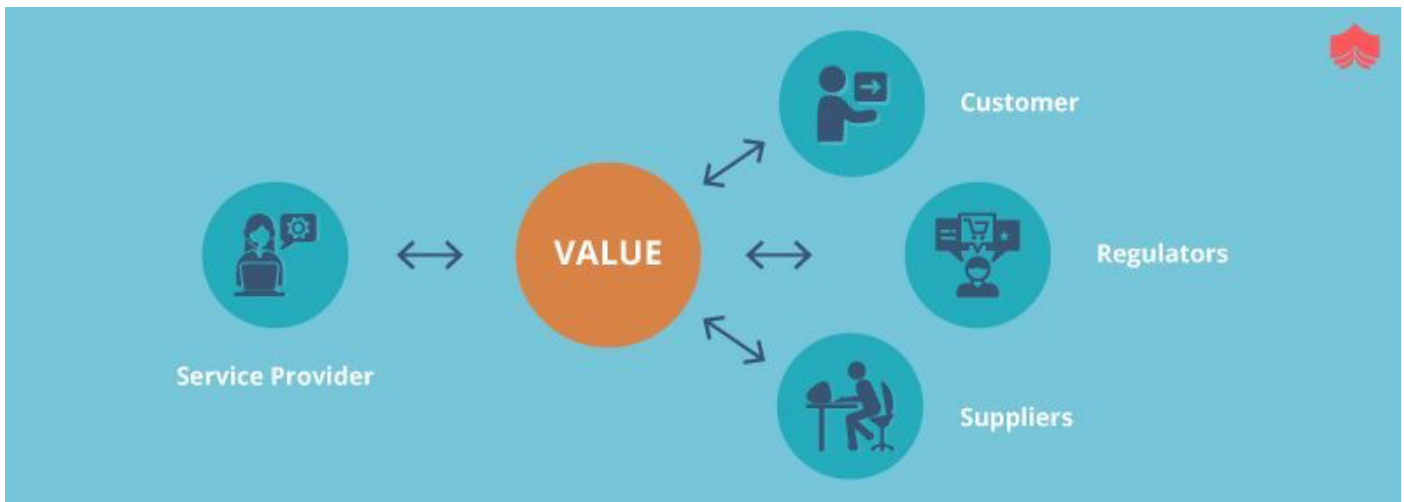 Customer
VALUE
Regulators
Service Provider
Suppliers